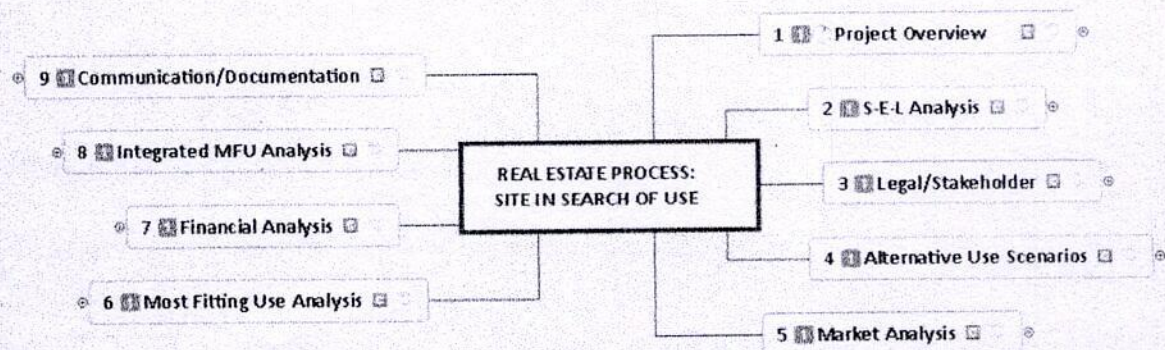 REAL ESTATE PROCESS:
SITE IN SEARCH OF USE
1 Project Overview
2 S-E-L Analysis
3 Legal/Stakeholder
4 Alternative Use Scenarios
5 Market Analysis
6 Most Fitting Use Analysis
7 Financial Analysis
8 Integrated MFU Analysis
9 Communication/Documentation